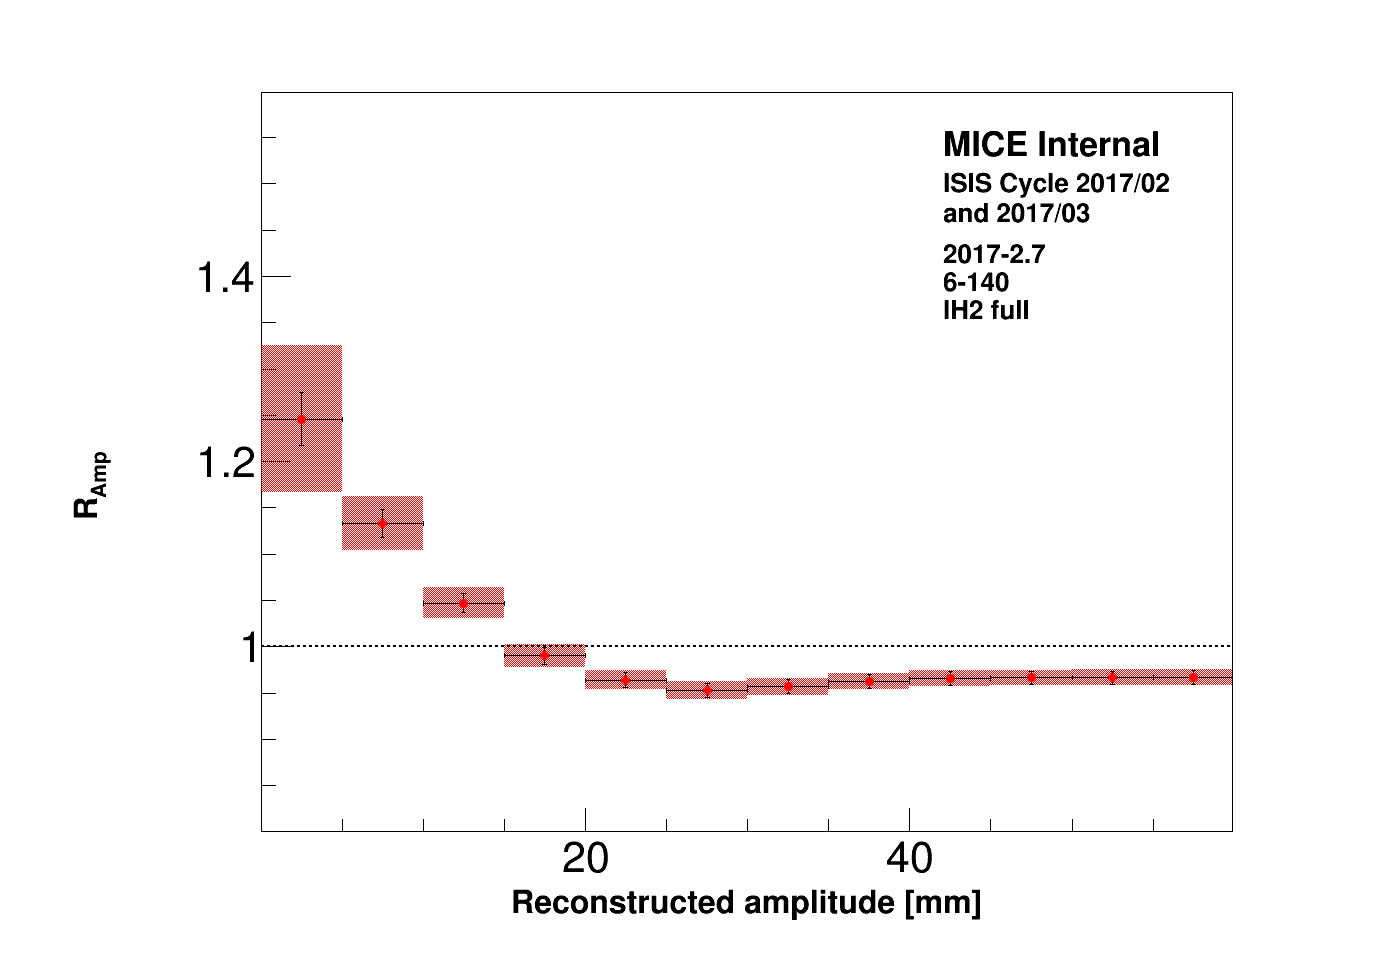 MICE Internal
ISIS Cycle 2017/02
and 2017/03
2017-2.7
6-140
lH2 full
1.4
1.2
1
R_Amp
20
40
Reconstructed amplitude [mm]